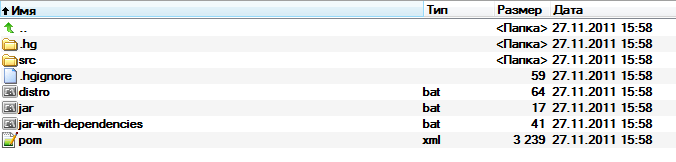 Имя Тип Размер Дата
.. <Папка> 27.11.2011 15:58
.hg <Папка> 27.11.2011 15:58
src <Папка> 27.11.2011 15:58
.hgignore 59 27.11.2011 15:58
distro bat 64 27.11.2011 15:58
jar bat 17 27.11.2011 15:58
jar-with-dependencies bat 41 27.11.2011 15:58
pom xml 3 239 27.11.2011 15:58